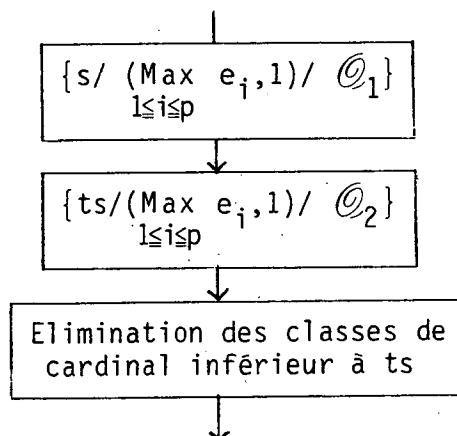 {s/ (Max e_i,1)/ 𝒪_1}
1≦i≦p
{ts/(Max e_i,1)/ 𝒪_2}
1≦i≦p
Elimination des classes de
cardinal inférieur à ts